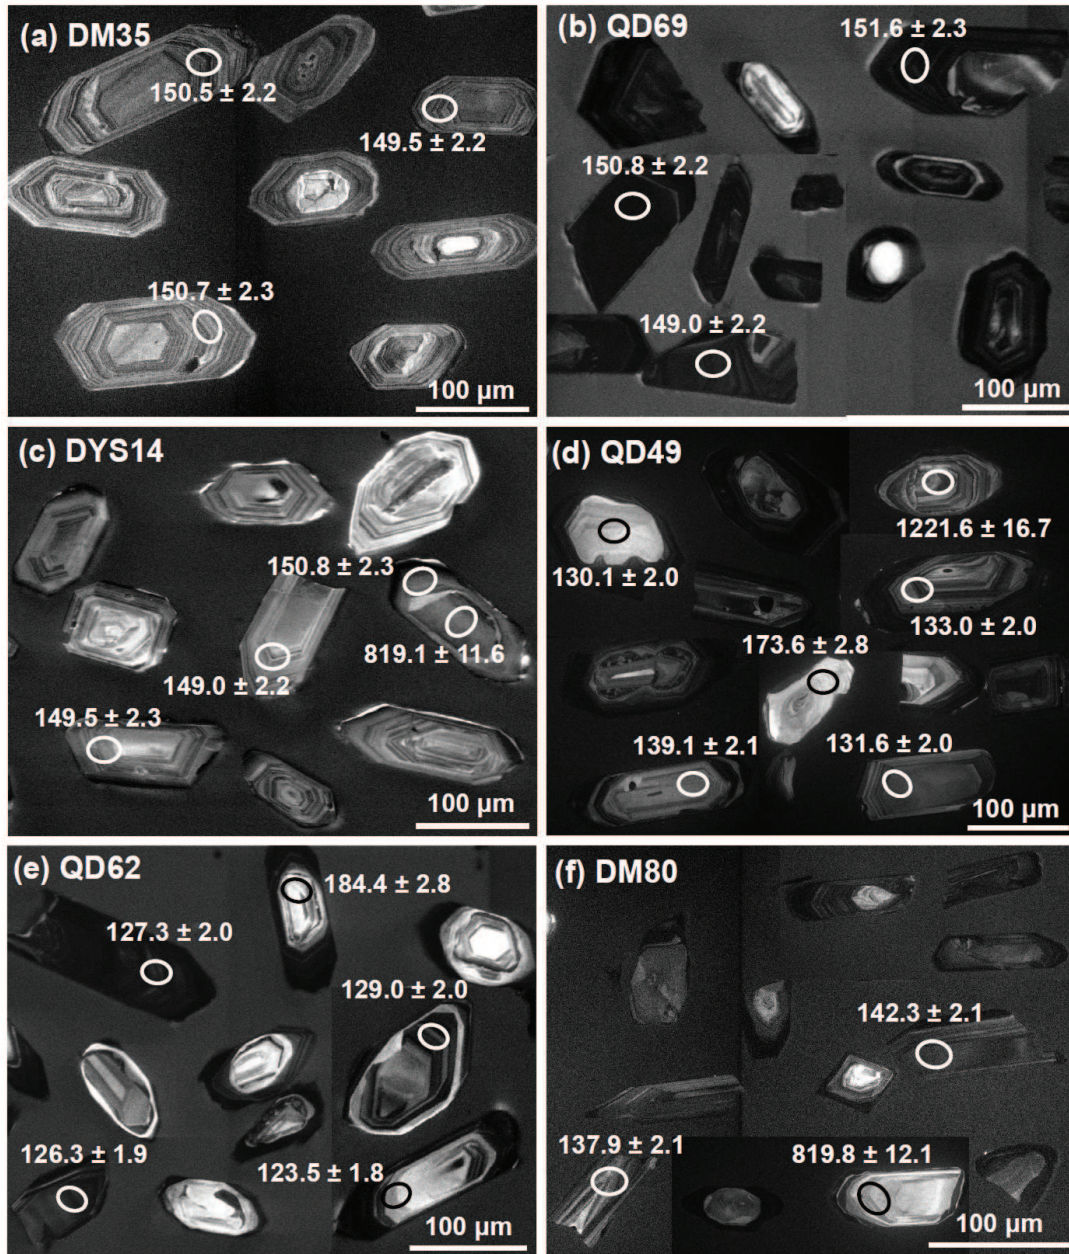 (a) DM35
150.5 ± 2.2
149.5 ± 2.2
150.7 ± 2.3
100 µm
(b) QD69
151.6 ± 2.3
150.8 ± 2.2
149.0 ± 2.2
100 µm
(c) DYS14
150.8 ± 2.3
819.1 ± 11.6
149.0 ± 2.2
149.5 ± 2.3
100 µm
(d) QD49
1221.6 ± 16.7
130.1 ± 2.0
133.0 ± 2.0
173.6 ± 2.8
139.1 ± 2.1
131.6 ± 2.0
100 µm
(e) QD62
184.4 ± 2.8
127.3 ± 2.0
129.0 ± 2.0
126.3 ± 1.9
123.5 ± 1.8
100 µm
(f) DM80
142.3 ± 2.1
137.9 ± 2.1
819.8 ± 12.1
100 µm